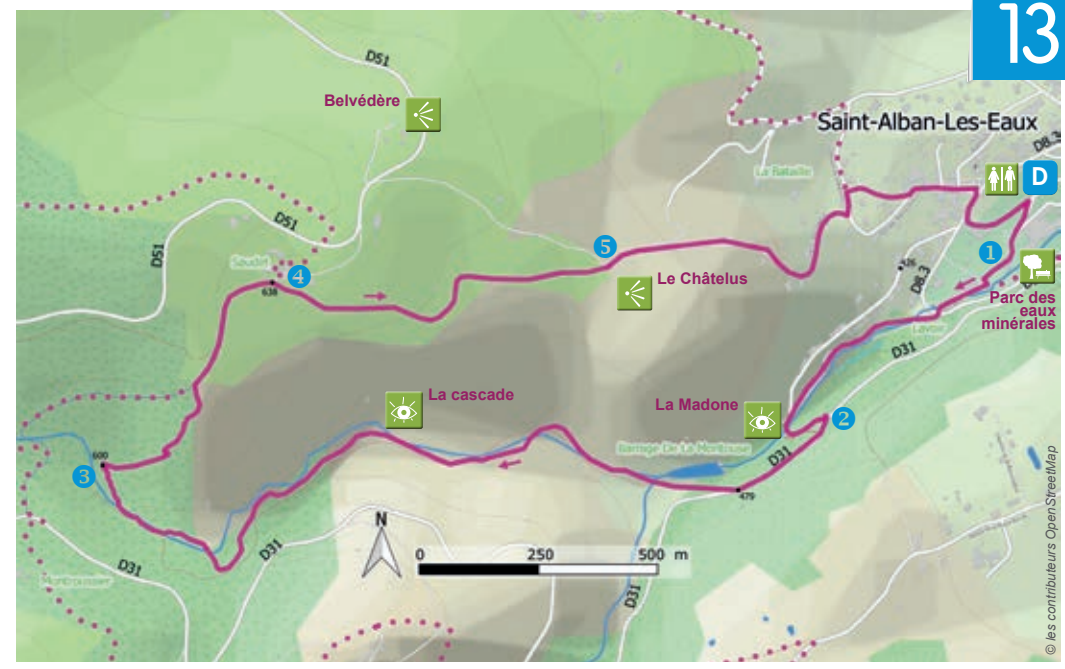 13
D51
Belvédère
Saint-Alban-Les-Eaux
D8.3
La Bataille
D
D51
D51
5
1
Soudet
4
638
Le Châtelus
D8.3
Parc des
eaux
minérales
Lavoir
D31
La cascade
La Madone
2
Barrage De La Montouse
D31
479
600
3
N
0 250 500 m
D31
D31
D31
© les contributeurs OpenStreetMap